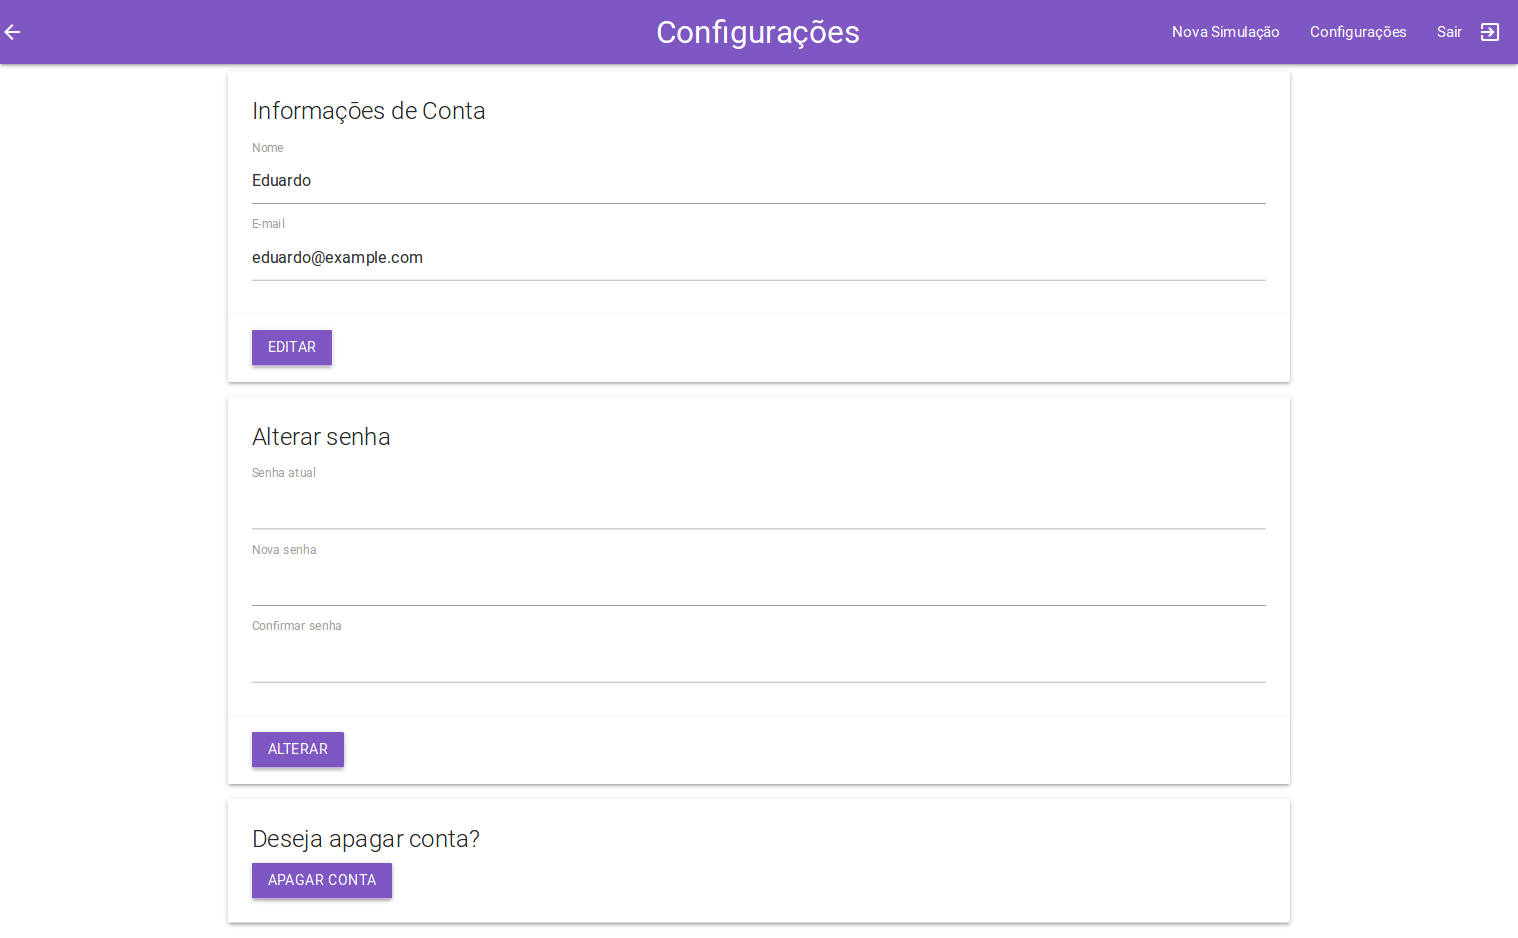 Configurações
Nova Simulação
Configurações
Sair
Informações de Conta
Nome
Eduardo
E-mail
eduardo@example.com
EDITAR
Alterar senha
Senha atual
Nova senha
Confirmar senha
ALTERAR
Deseja apagar conta?
APAGAR CONTA